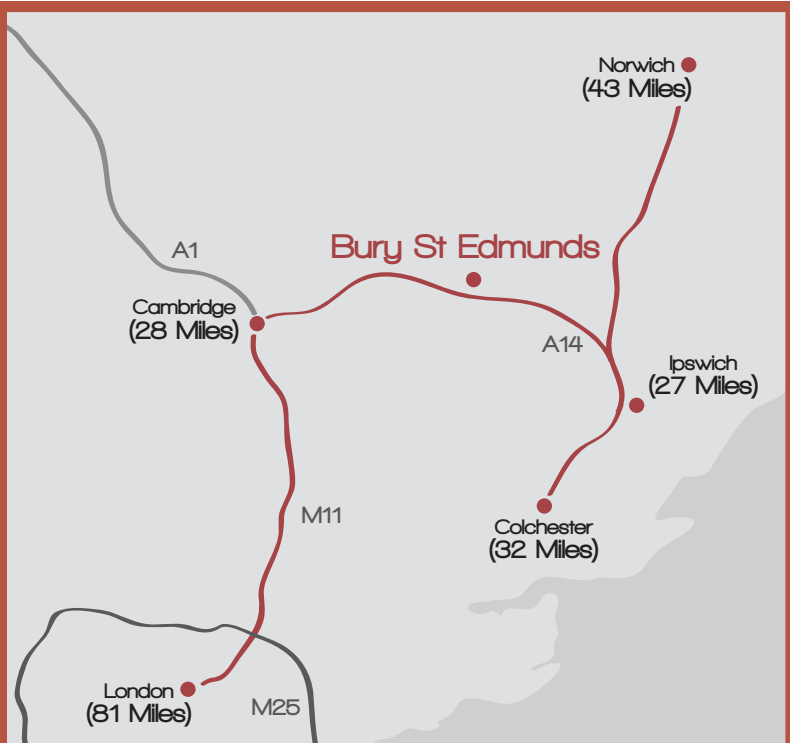 Norwich
(43 Miles)
Bury St Edmunds
A1
Cambridge
(28 Miles)
A14
Ipswich
(27 Miles)
M11
Colchester
(32 Miles)
London
(81 Miles)
M25